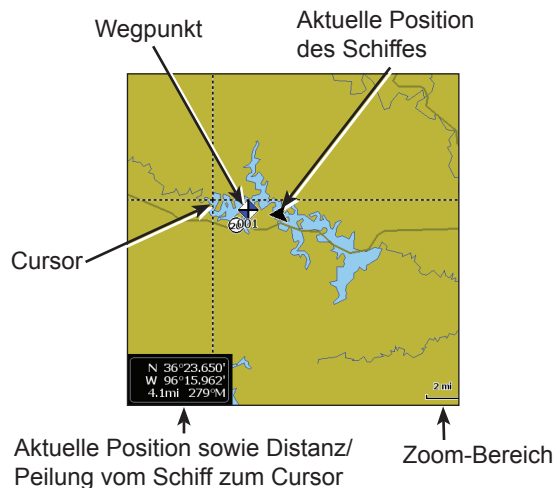 Wegpunkt
Aktuelle Position
des Schiffes
001
Cursor
N 36°23.650'
W 96°15.962'
4.1mi 279°M
2 mi
Aktuelle Position sowie Distanz/
Peilung vom Schiff zum Cursor
Zoom-Bereich